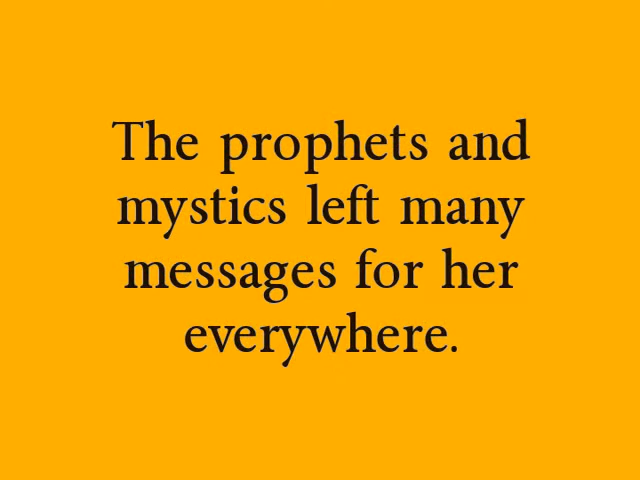 The prophets and
mystics left many
messages for her
everywhere.